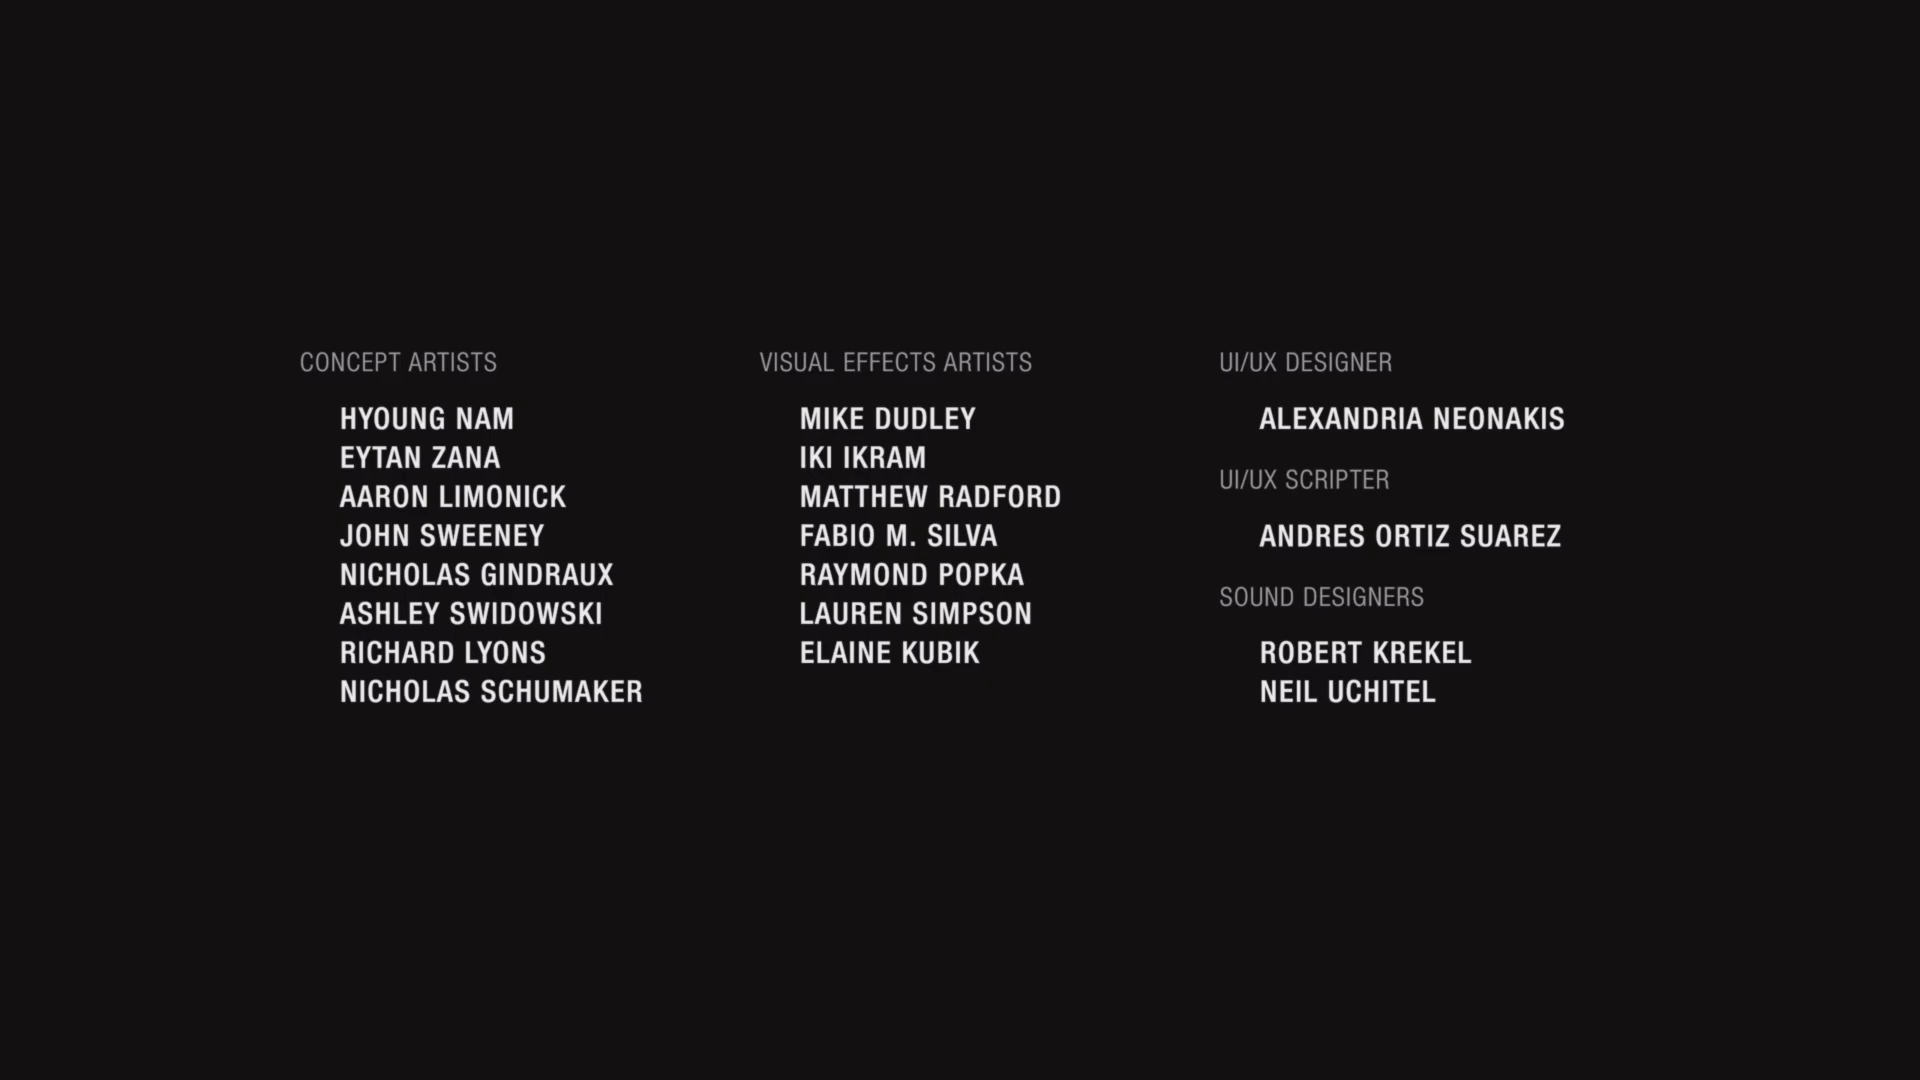 CONCEPT ARTISTS
HYOUNG NAM
EYTAN ZANA
AARON LIMONICK
JOHN SWEENEY
NICHOLAS GINDRAUX
ASHLEY SWIDOWSKI
RICHARD LYONS
NICHOLAS SCHUMAKER
VISUAL EFFECTS ARTISTS
MIKE DUDLEY
IKI IKRAM
MATTHEW RADFORD
FABIO M. SILVA
RAYMOND POPKA
LAUREN SIMPSON
ELAINE KUBIK
UI/UX DESIGNER
ALEXANDRIA NEONAKIS
UI/UX SCRIPTER
ANDRES ORTIZ SUAREZ
SOUND DESIGNERS
ROBERT KREKEL
NEIL UCHITEL